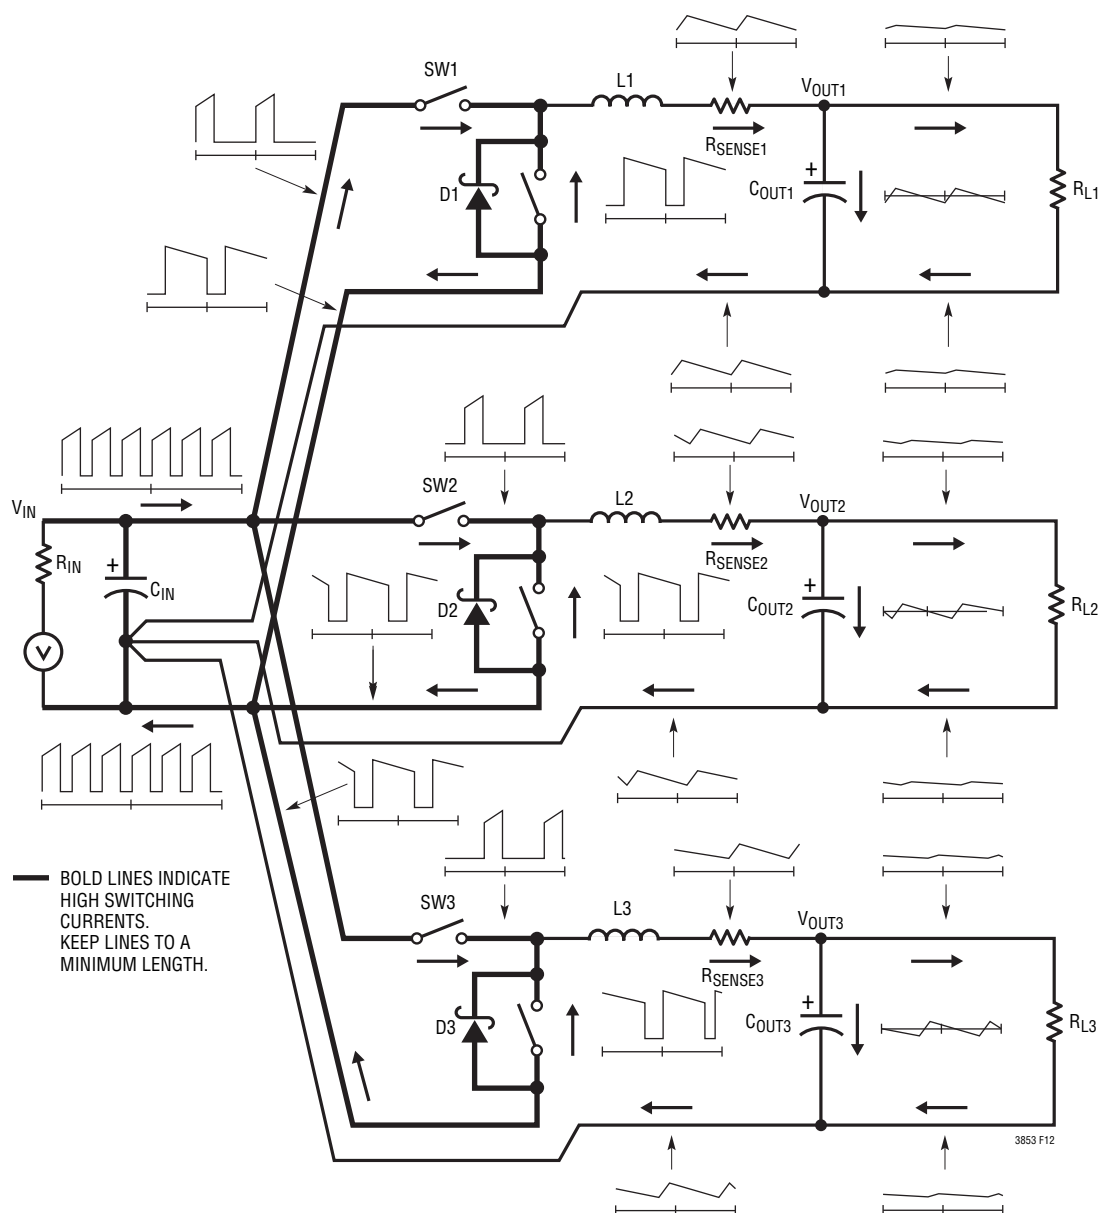 SW1
L1
VOUT1
RSENSE1
D1
+
COUT1
RL1
SW2
L2
VOUT2
VIN
RIN
+
CIN
RSENSE2
D2
+
COUT2
RL2
V
BOLD LINES INDICATE
HIGH SWITCHING
CURRENTS.
KEEP LINES TO A
MINIMUM LENGTH.
SW3
L3
VOUT3
RSENSE3
D3
+
COUT3
RL3
3853 F12